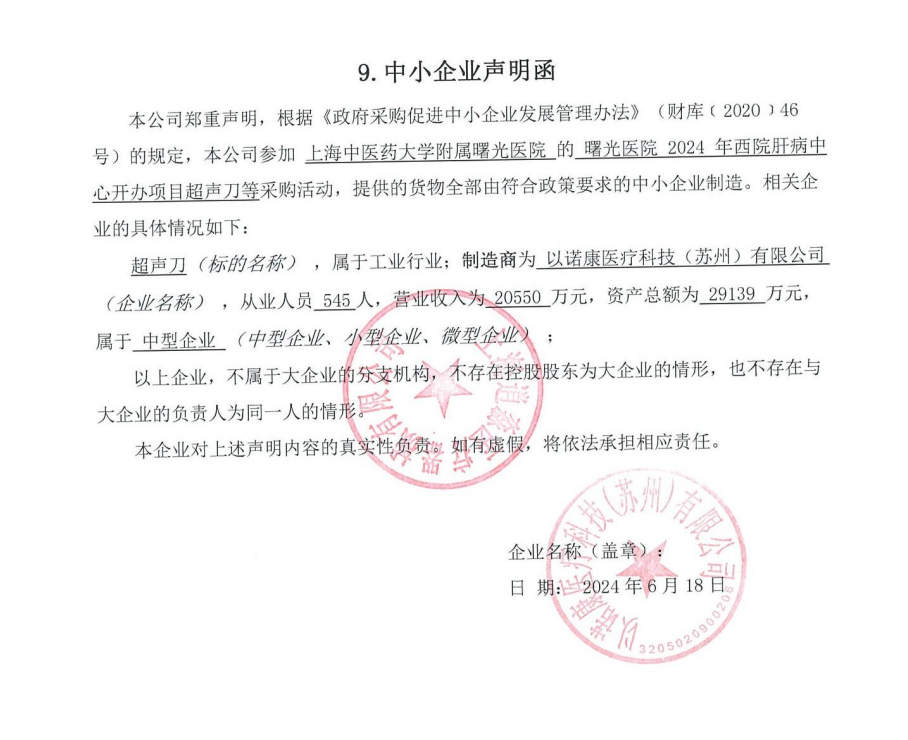 9.中小企业声明函
本公司郑重声明，根据《政府采购促进中小企业发展管理办法》（财库﹝2020﹞46
号）的规定，本公司参加 上海中医药大学附属曙光医院 的 曙光医院 2024 年西院肝病中
心开办项目超声刀等采购活动，提供的货物全部由符合政策要求的中小企业制造。相关企
业的具体情况如下：
超声刀（标的名称），属于工业行业；制造商为 以诺康医疗科技（苏州）有限公司
（企业名称），从业人员 545 人，营业收入为 20550 万元，资产总额为 29139 万元，
属于 中型企业 （中型企业、小型企业、微型企业）；
以上企业，不属于大企业的分支机构，不存在控股股东为大企业的情形，也不存在与
大企业的负责人为同一人的情形。
本企业对上述声明内容的真实性负责。如有虚假，将依法承担相应责任。
企业名称（盖章）：
日 期： 2024 年 6 月 18 日
以诺康医疗科技(苏州)有限公司
3205020900206